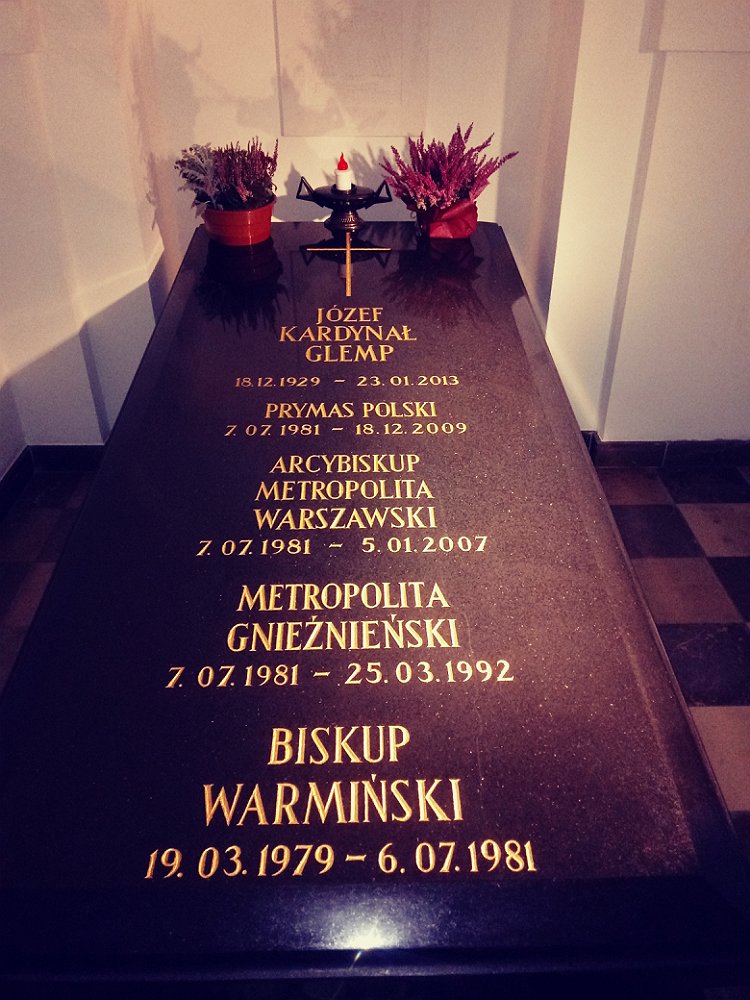 JÓZEF
KARDYNAŁ
GLEMP
18.12.1929 – 23.01.2013
PRYMAS POLSKI
7.07.1981 – 18.12.2009
ARCYBISKUP
METROPOLITA
WARSZAWSKI
7.07.1981 – 5.01.2007
METROPOLITA
GNIEŹNIEŃSKI
7.07.1981 – 25.03.1992
BISKUP
WARMIŃSKI
19.03.1979 – 6.07.1981